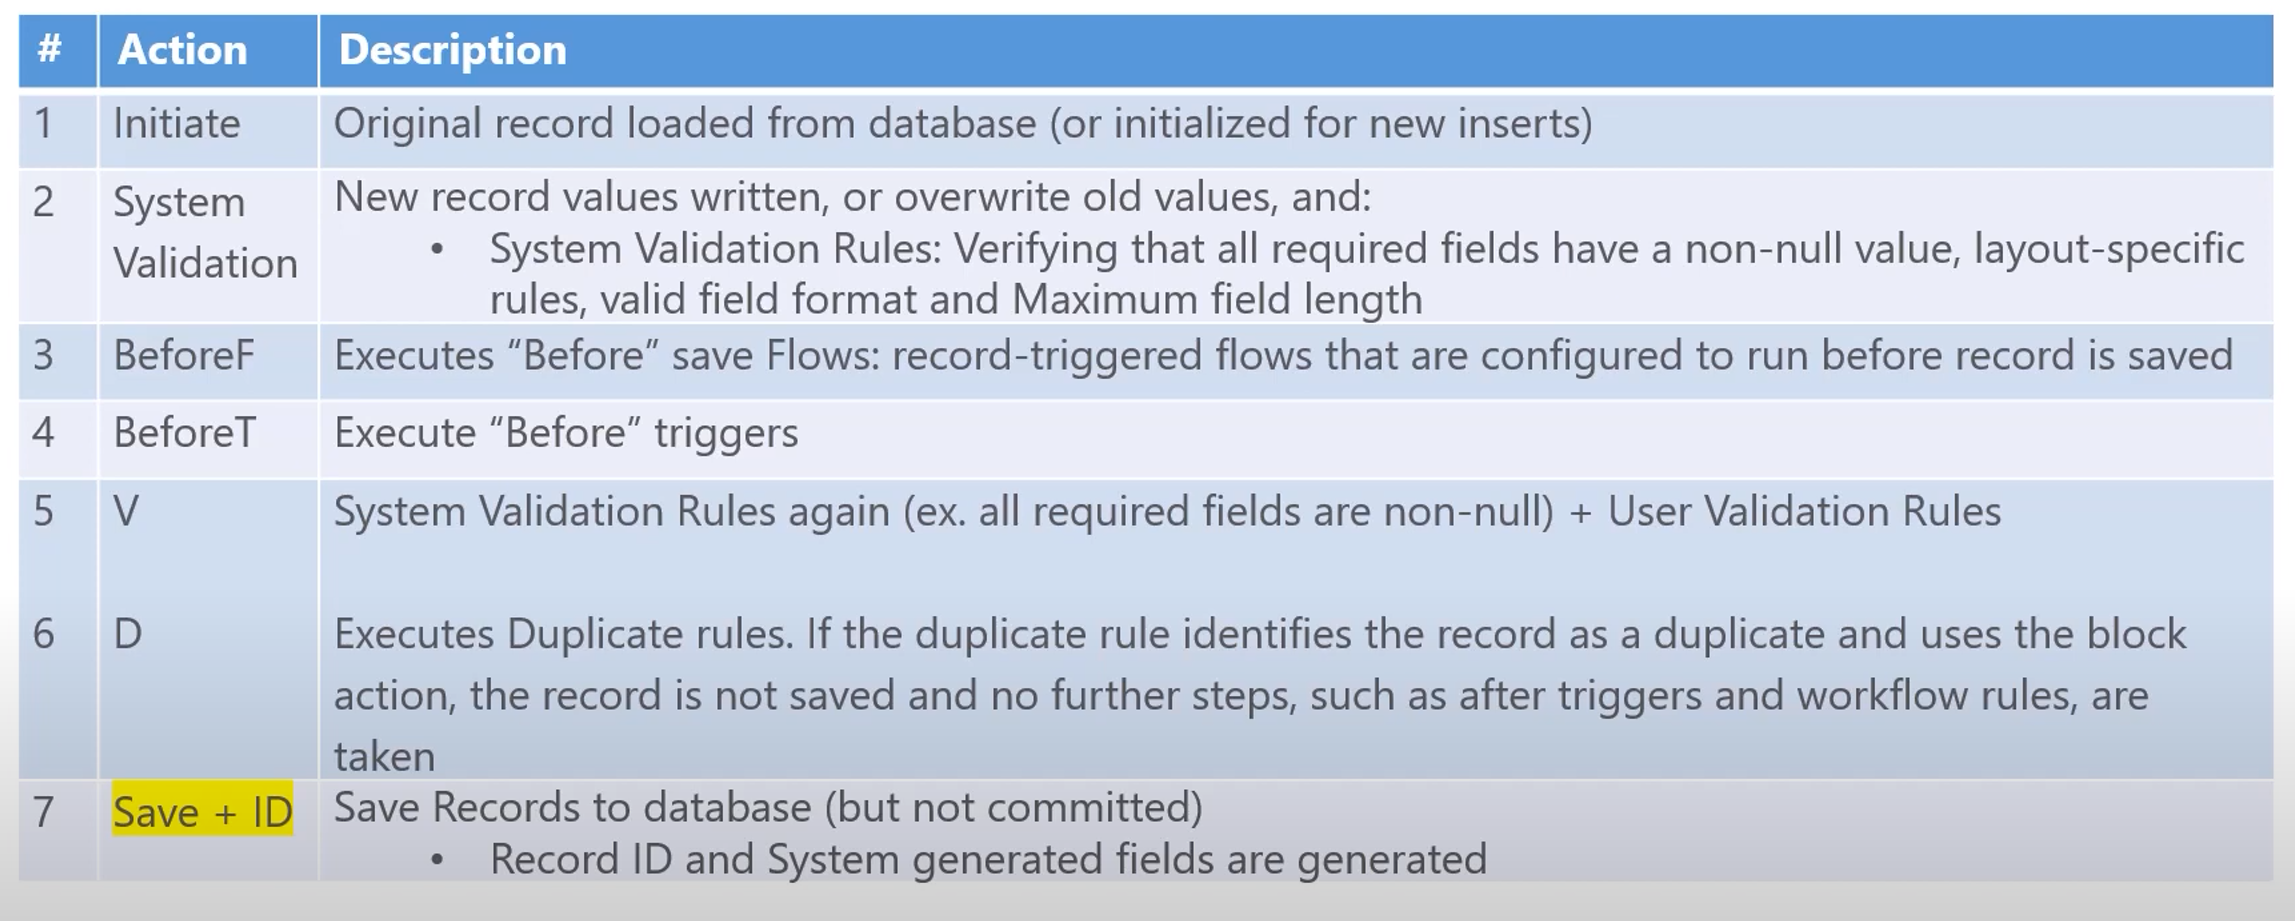 # Action Description
1 Initiate Original record loaded from database (or initialized for new inserts)
2 System Validation New record values written, or overwrite old values, and:
• System Validation Rules: Verifying that all required fields have a non-null value, layout-specific
rules, valid field format and Maximum field length
3 BeforeF Executes “Before” save Flows: record-triggered flows that are configured to run before record is saved
4 BeforeT Execute “Before” triggers
5 V System Validation Rules again (ex. all required fields are non-null) + User Validation Rules
6 D Executes Duplicate rules. If the duplicate rule identifies the record as a duplicate and uses the block
action, the record is not saved and no further steps, such as after triggers and workflow rules, are
taken
7 Save + ID Save Records to database (but not committed)
• Record ID and System generated fields are generated